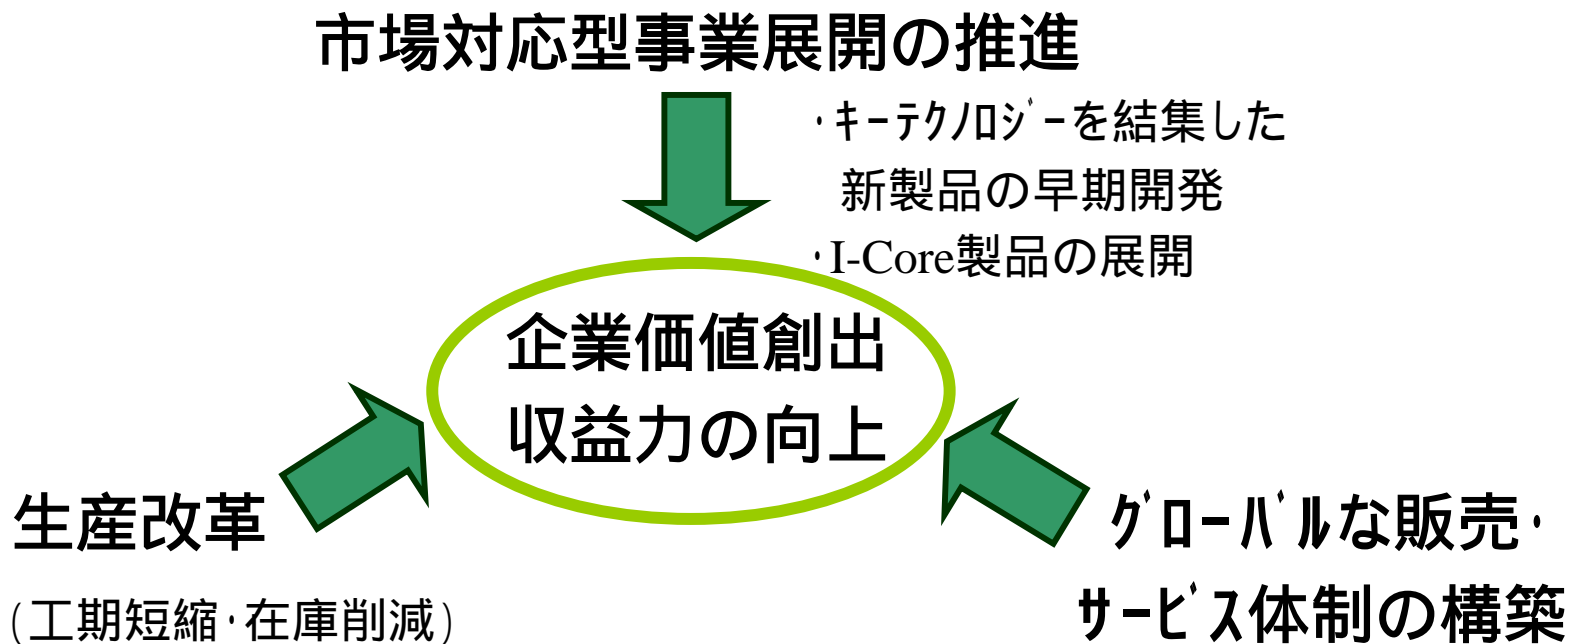 市場対応型事業展開の推進
・ｷｰﾃｸﾉﾛｼﾞｰを結集した
新製品の早期開発
・I-Core製品の展開
企業価値創出
収益力の向上
生産改革
(工期短縮・在庫削減)
ｸﾞﾛｰﾊﾞﾙな販売・
ｻｰﾋﾞｽ体制の構築